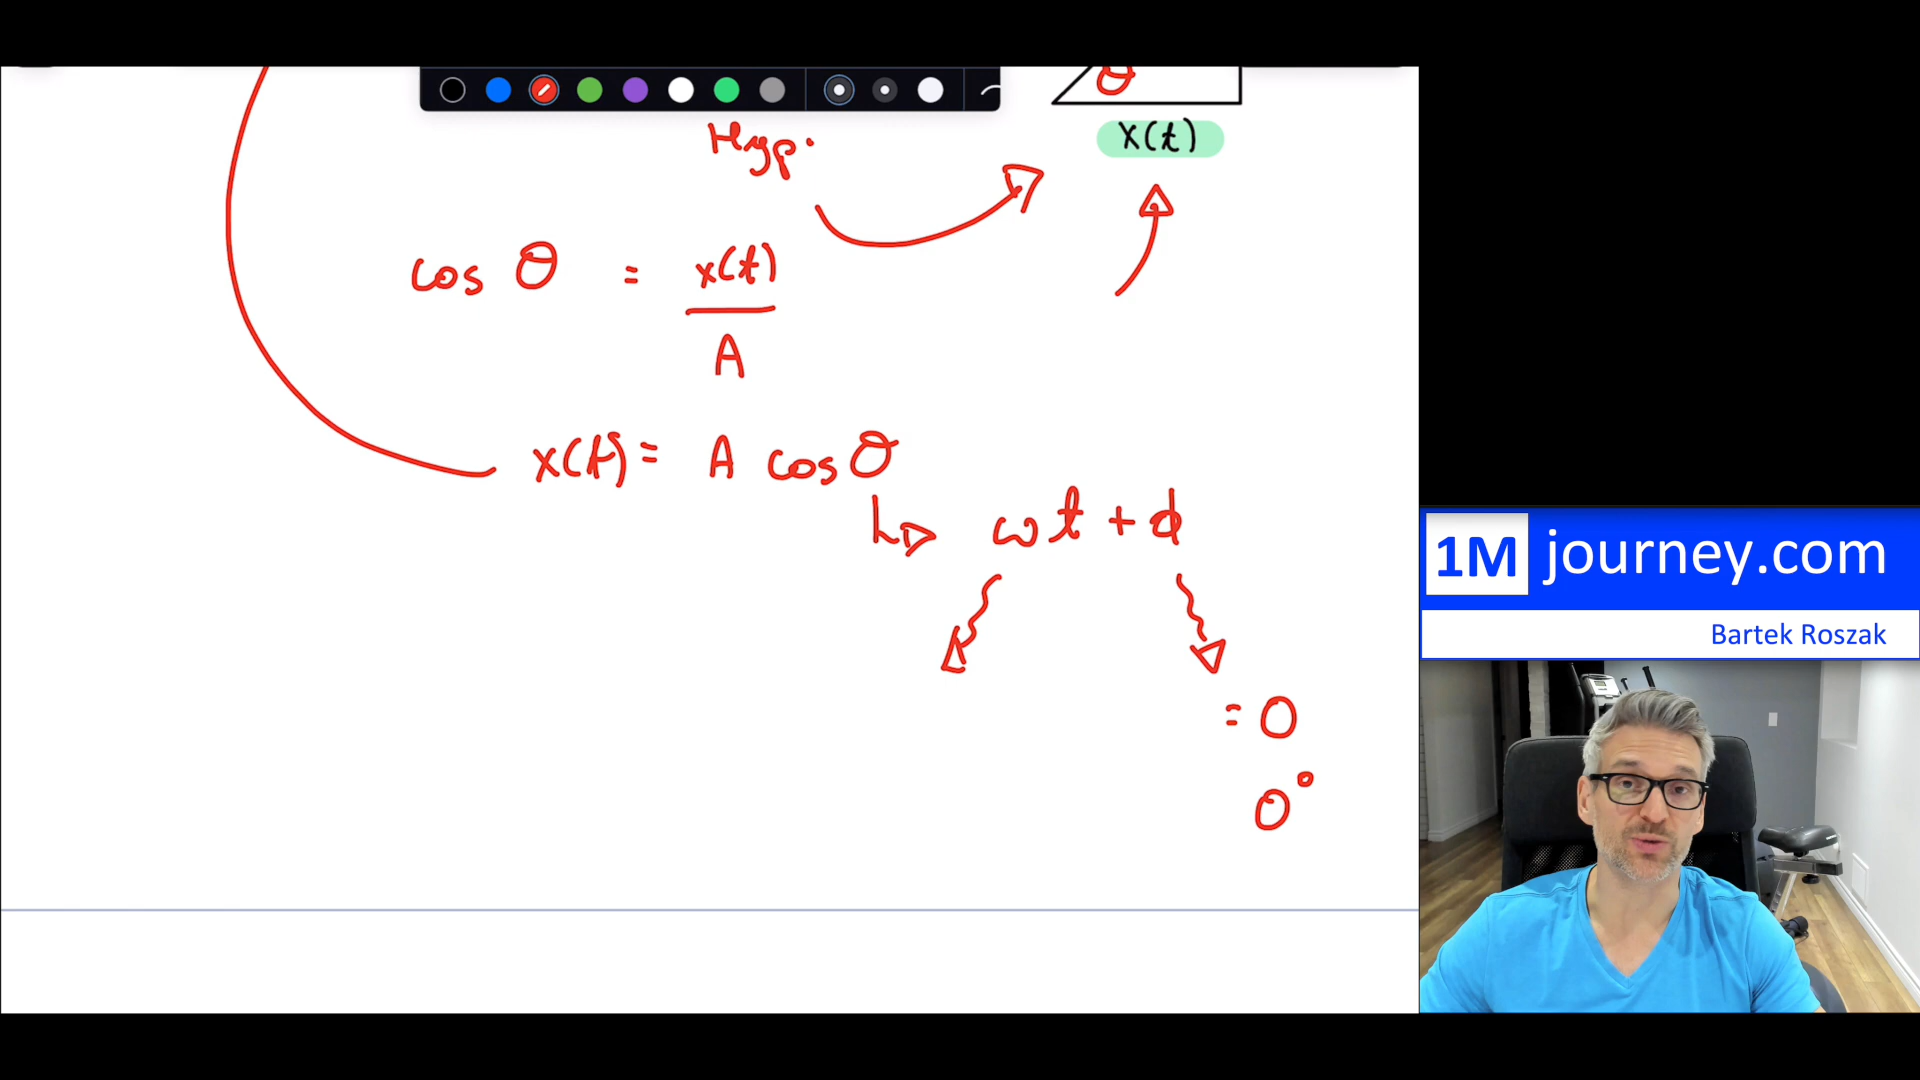 θ
x(t)
Hyp.
cos θ = x(t)
A
x(t) = A cos θ
ωt + ϕ
= 0
0°
1M journey.com
Bartek Roszak